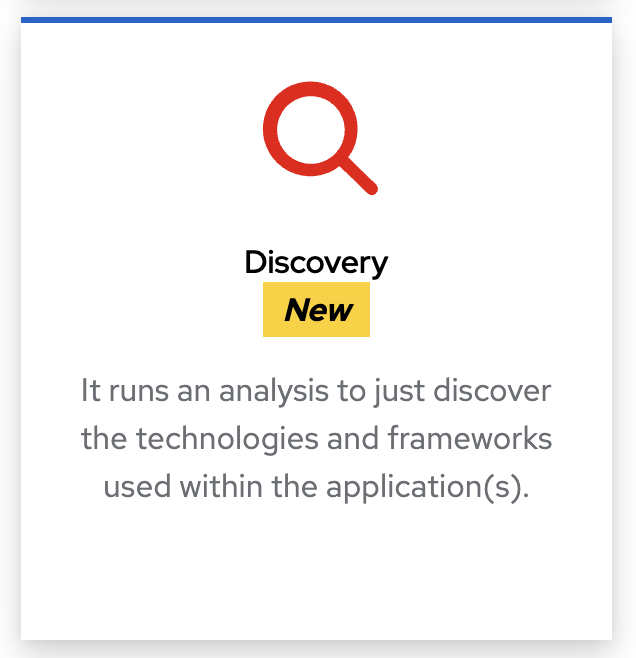 Discovery
New
It runs an analysis to just discover
the technologies and frameworks
used within the application(s).